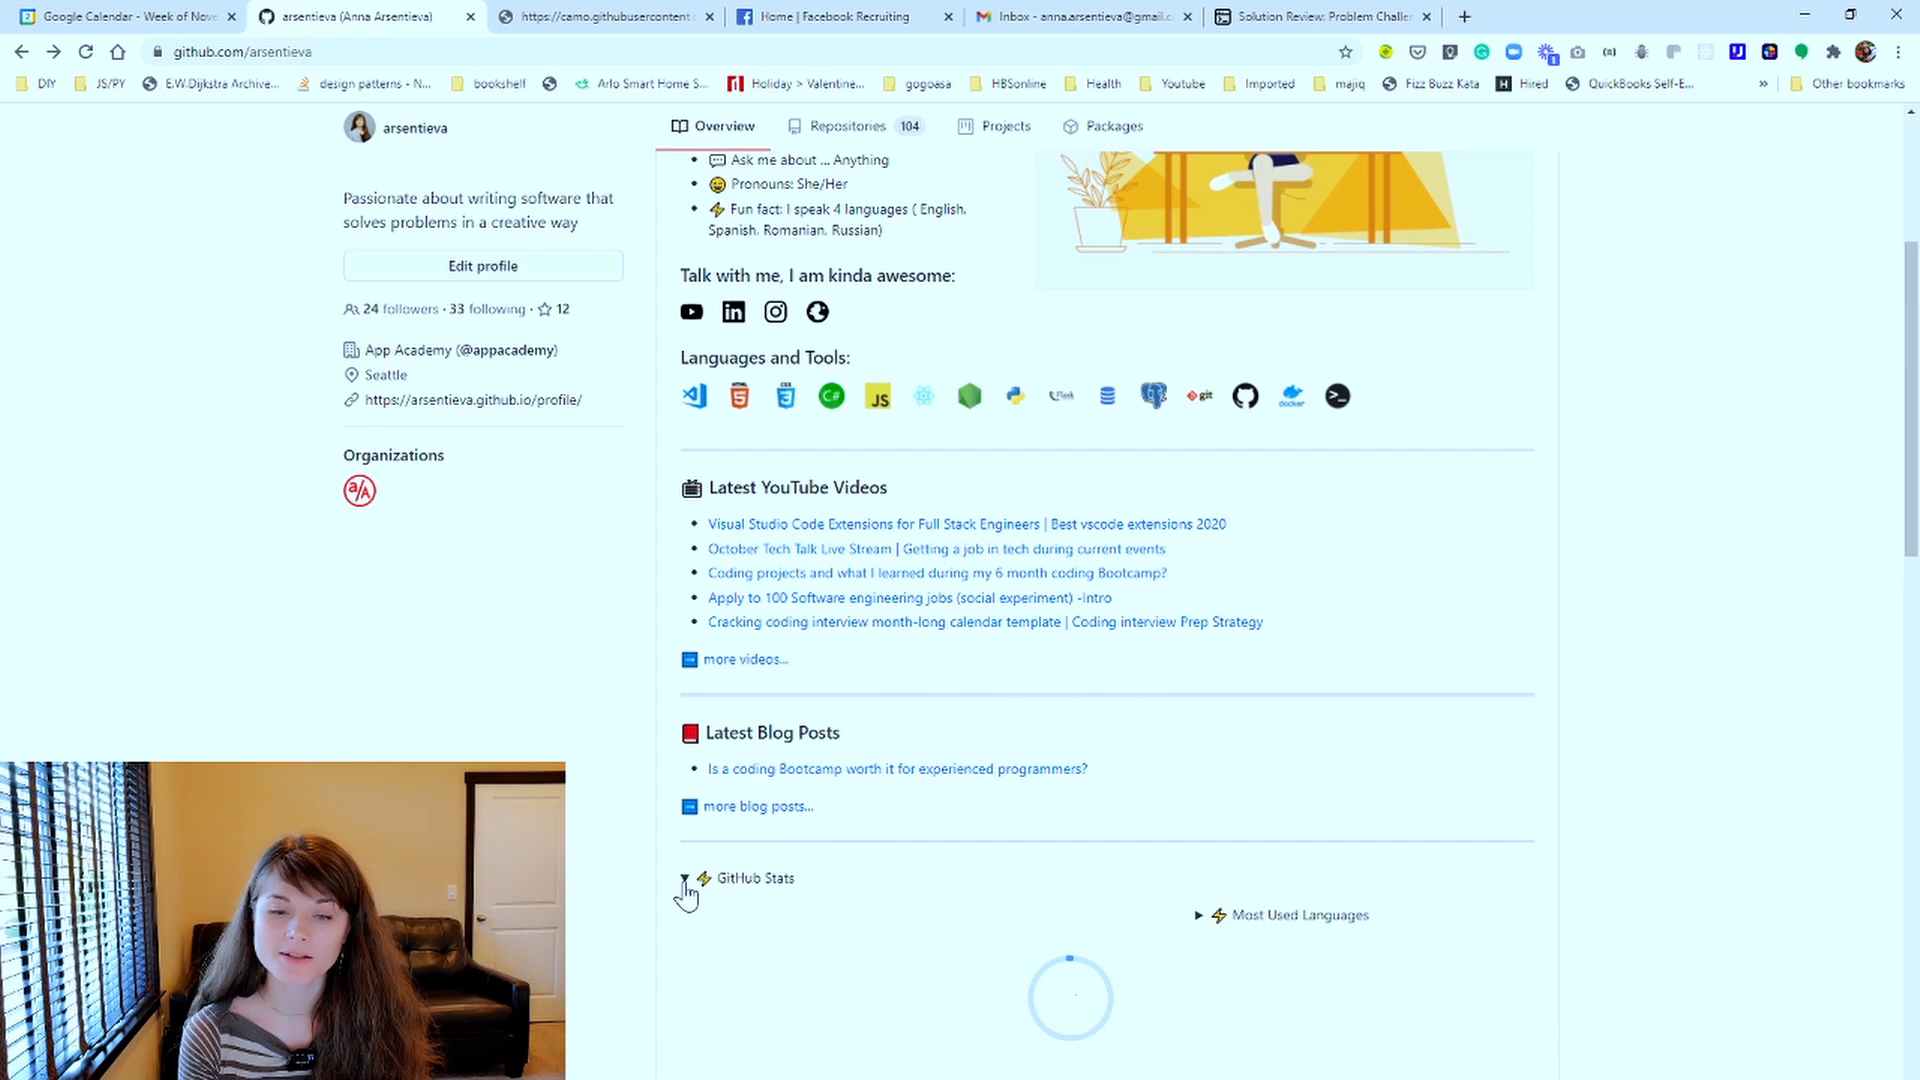 Google Calendar - Week of Nove
arsentieva (Anna Arsentieva)
https://camo.githubusercontent.c
Home | Facebook Recruiting
Inbox - anna.arsentieva@gmail.c
Solution Review: Problem Challen
github.com/arsentieva
DIY
JS/PY
E.W.Dijkstra Archive...
design patterns - N...
bookshelf
Arlo Smart Home S...
Holiday > Valentine...
gogoasa
HBSonline
Health
Youtube
Imported
majiq
Fizz Buzz Kata
Hired
QuickBooks Self-E...
»
Other bookmarks
arsentieva
Overview
Repositories 104
Projects
Packages
Passionate about writing software that
solves problems in a creative way
Edit profile
24 followers · 33 following · 12
App Academy (@appacademy)
Seattle
https://arsentieva.github.io/profile/
Organizations
a/A
• Ask me about ... Anything
• Pronouns: She/Her
• Fun fact: I speak 4 languages ( English,
Spanish, Romanian, Russian)
Talk with me, I am kinda awesome:
Languages and Tools:
HTML
5
CSS
C#
JS
Flask
git
docker
Latest YouTube Videos
• Visual Studio Code Extensions for Full Stack Engineers | Best vscode extensions 2020
• October Tech Talk Live Stream | Getting a job in tech during current events
• Coding projects and what I learned during my 6 month coding Bootcamp?
• Apply to 100 Software engineering jobs (social experiment) -Intro
• Cracking coding interview month-long calendar template | Coding interview Prep Strategy
more videos...
Latest Blog Posts
• Is a coding Bootcamp worth it for experienced programmers?
more blog posts...
GitHub Stats
Most Used Languages